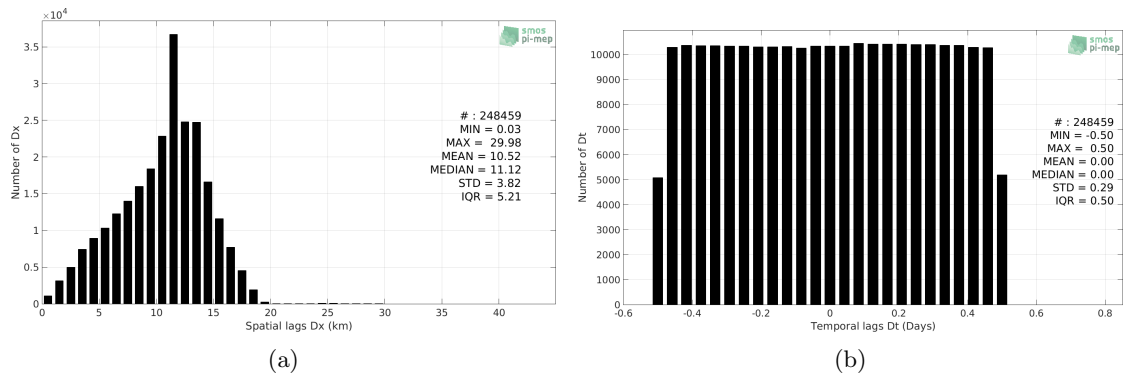 ×10⁴
3.5
3
2.5
2
1.5
1
0.5
0
Number of Dx
0 5 10 15 20 25 30 35 40
Spatial lags Dx (km)
smos
pi-mep
# : 248459
MIN = 0.03
MAX = 29.98
MEAN = 10.52
MEDIAN = 11.12
STD = 3.82
IQR = 5.21
(a)
10000
9000
8000
7000
6000
5000
4000
3000
2000
1000
0
Number of Dt
-0.6 -0.4 -0.2 0 0.2 0.4 0.6 0.8
Temporal lags Dt (Days)
smos
pi-mep
# : 248459
MIN = -0.50
MAX = 0.50
MEAN = 0.00
MEDIAN = 0.00
STD = 0.29
IQR = 0.50
(b)